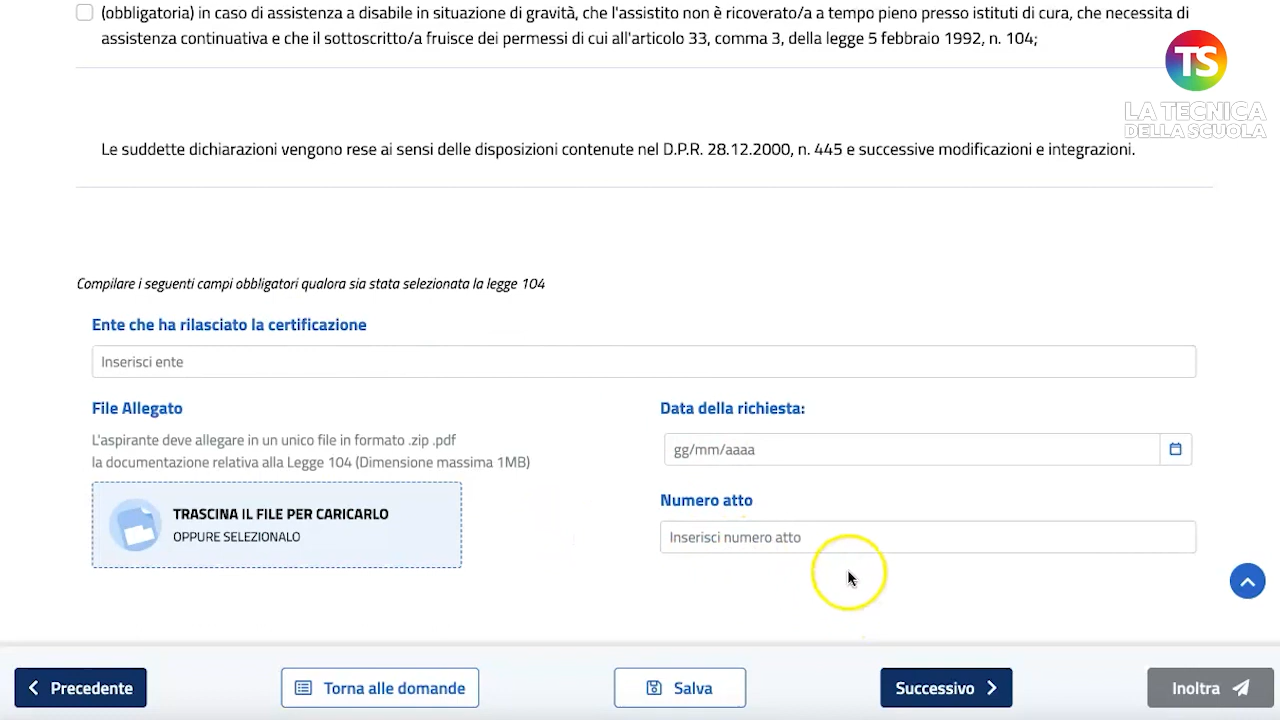 (obbligatoria) in caso di assistenza a disabile in situazione di gravità, che l'assistito non è ricoverato/a a tempo pieno presso istituti di cura, che necessita di
assistenza continuativa e che il sottoscritto/a fruisce dei permessi di cui all'articolo 33, comma 3, della legge 5 febbraio 1992, n. 104;
TS
LA TECNICA
DELLA SCUOLA
Le suddette dichiarazioni vengono rese ai sensi delle disposizioni contenute nel D.P.R. 28.12.2000, n. 445 e successive modificazioni e integrazioni.
Compilare i seguenti campi obbligatori qualora sia stata selezionata la legge 104
Ente che ha rilasciato la certificazione
Inserisci ente
File Allegato
L'aspirante deve allegare in un unico file in formato .zip .pdf
la documentazione relativa alla Legge 104 (Dimensione massima 1MB)
TRASCINA IL FILE PER CARICARLO
OPPURE SELEZIONALO
Data della richiesta:
gg/mm/aaaa
Numero atto
Inserisci numero atto
Precedente
Torna alle domande
Salva
Successivo
Inoltra